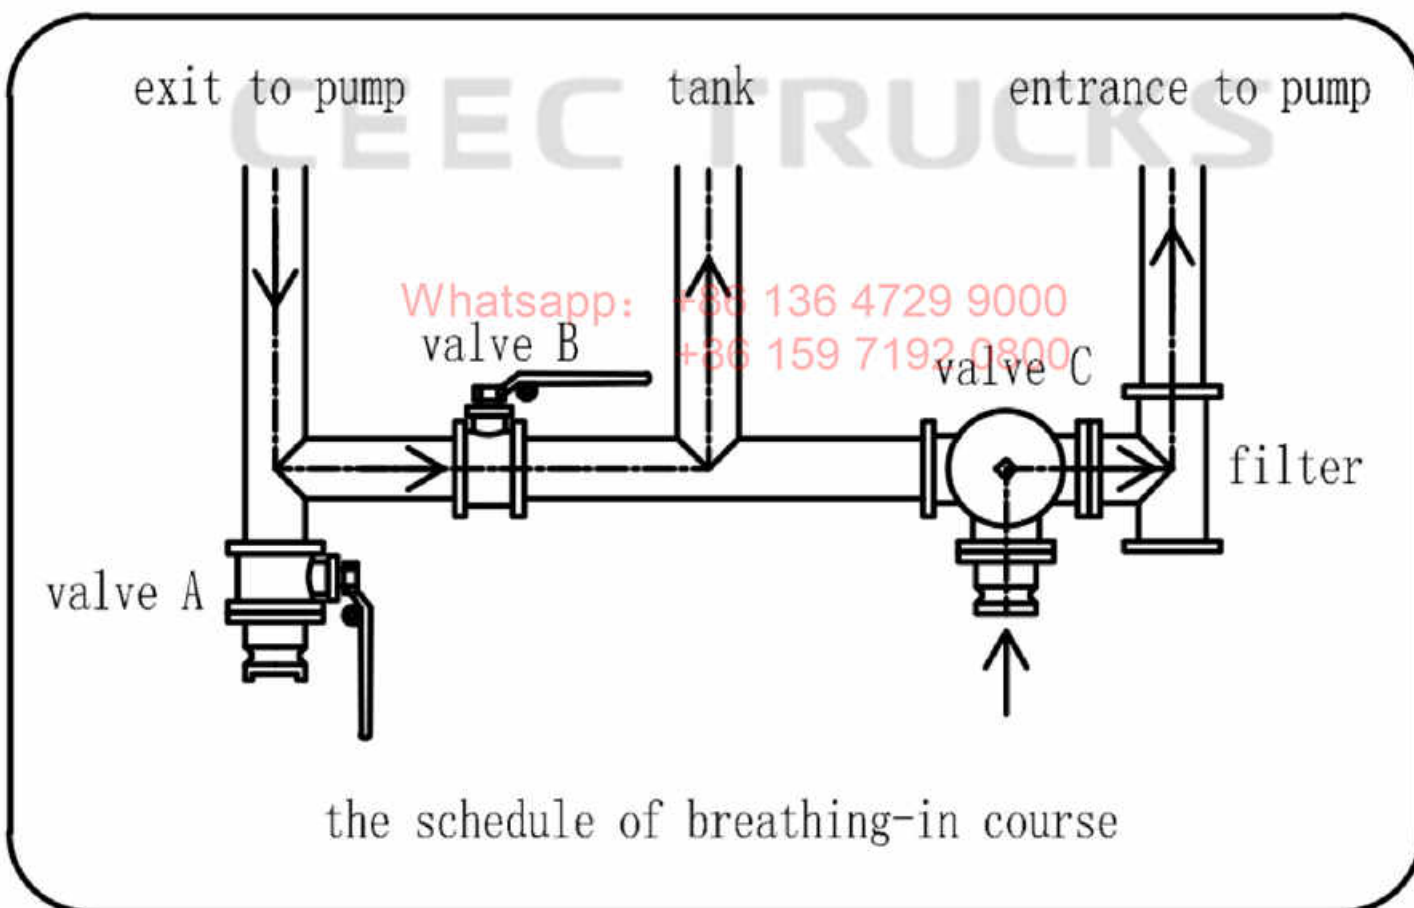 exit to pump
tank
entrance to pump
CEEC TRUCKS
Whatsapp: +86 136 4729 9000
+86 159 7192 0800
valve B
valve C
filter
valve A
the schedule of breathing-in course